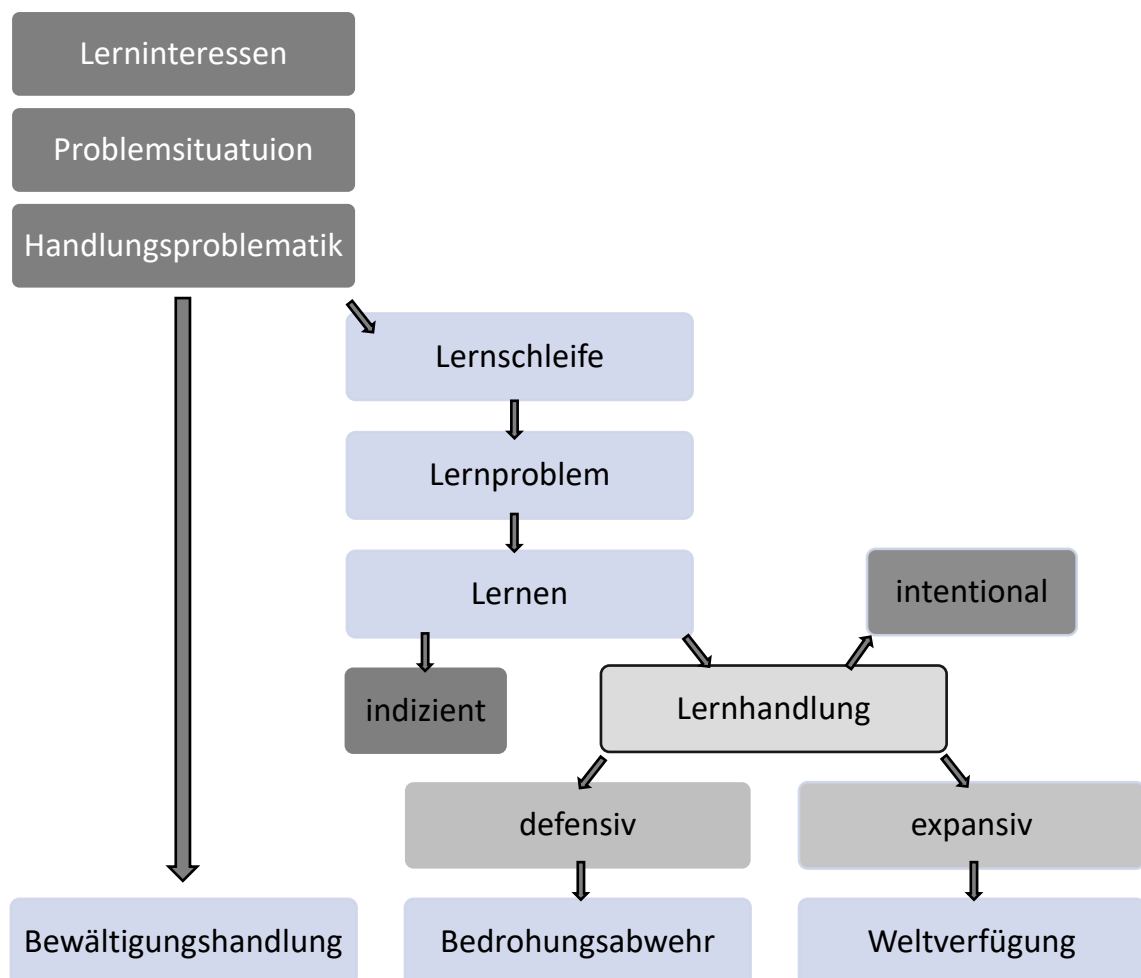 Lerninteressen
Problemsituatuion
Handlungsproblematik
Lernschleife
Lernproblem
Lernen
intentional
indizient
Lernhandlung
defensiv
expansiv
Bewältigungshandlung
Bedrohungsabwehr
Weltverfügung